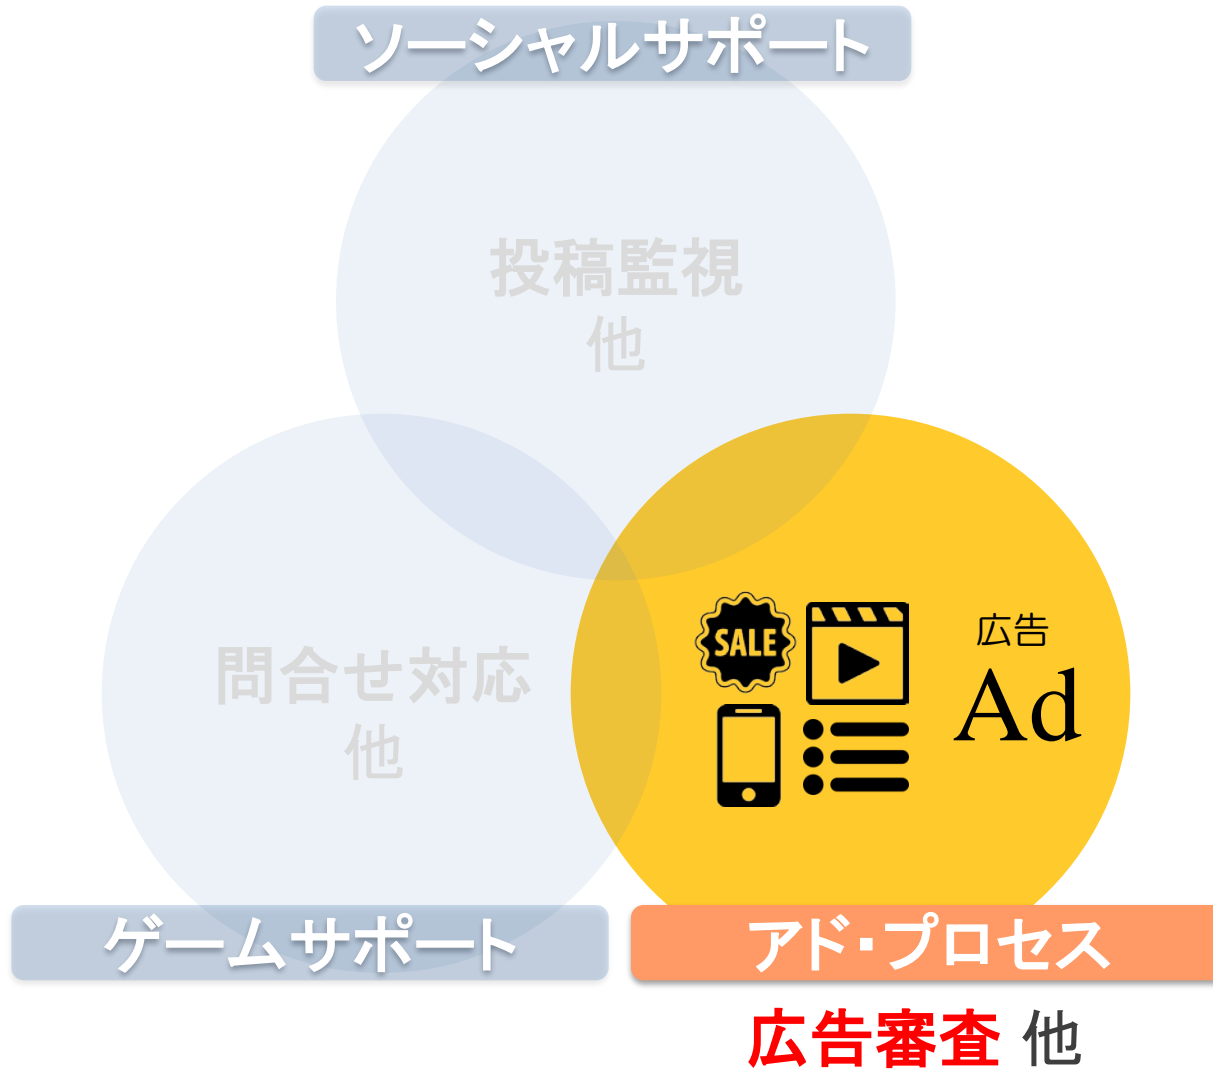 ソーシャルサポート
投稿監視
他
問合せ対応
他
SALE
広告
Ad
ゲームサポート
アド・プロセス
広告審査 他